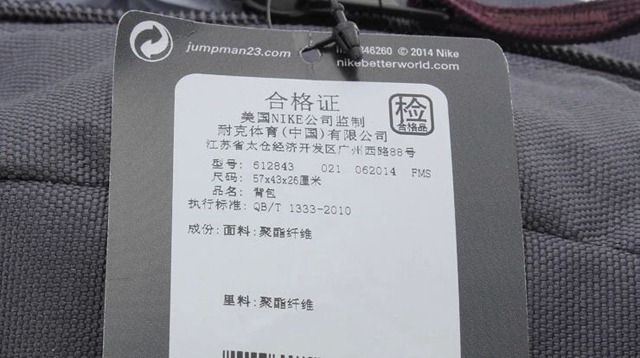 jumpman23.com
46260 © 2014 Nike
nikebetterworld.com
合格证
检
合格品
美国NIKE公司监制
耐克体育(中国)有限公司
江苏省太仓经济开发区广州西路88号
型号: 612843 021 062014 FMS
尺码: 57x43x26厘米
品名: 背包
执行标准: QB/T 1333-2010
成份: 面料: 聚酯纤维
里料: 聚酯纤维